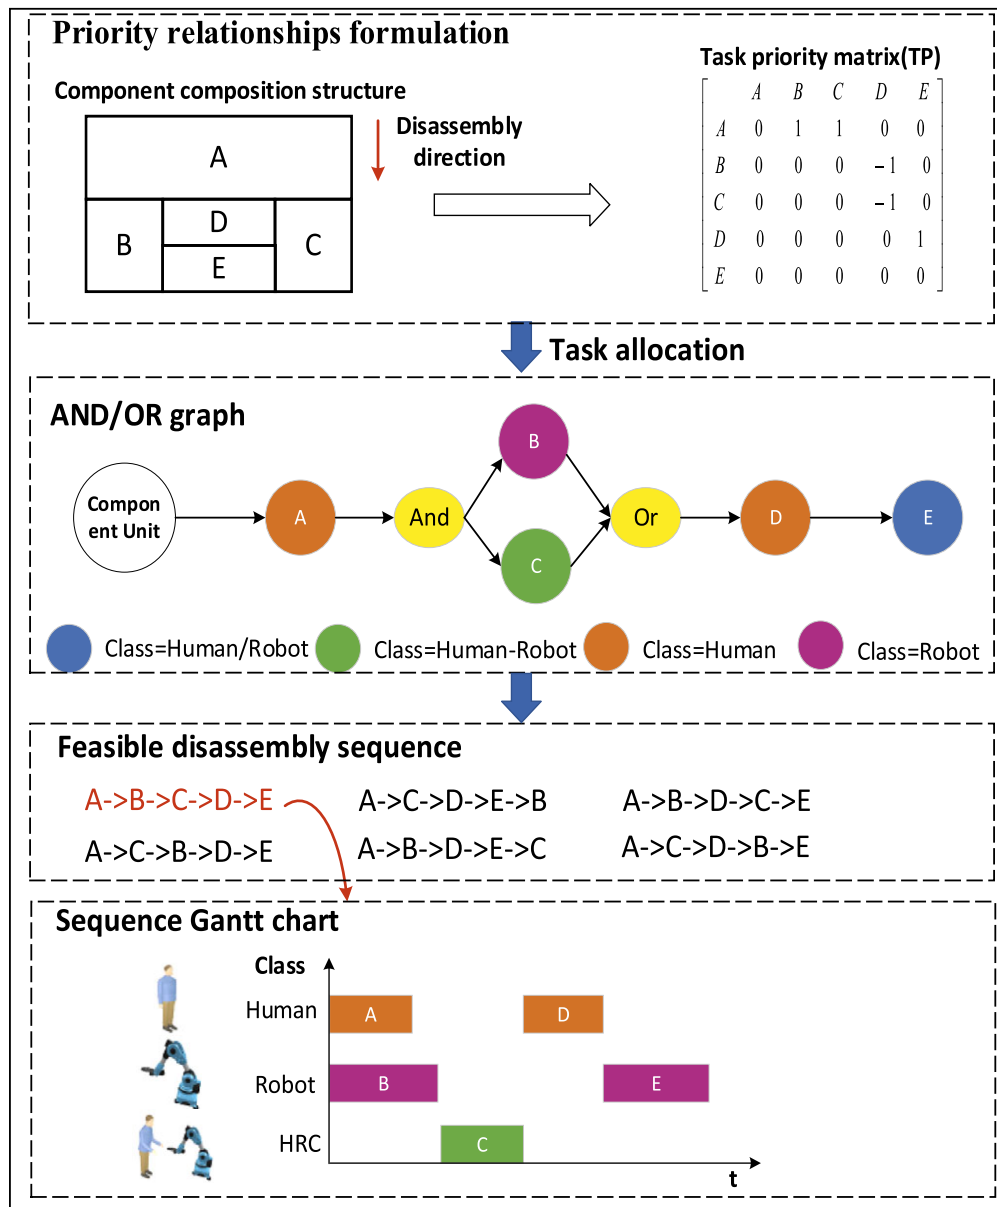 Priority relationships formulation
Component composition structure
A
B
D
C
E
Disassembly
direction
Task priority matrix(TP)
A B C D E
A 0 1 1 0 0
B 0 0 0 −1 0
C 0 0 0 −1 0
D 0 0 0 0 1
E 0 0 0 0 0
Task allocation
AND/OR graph
Compon
ent Unit
A
And
B
C
Or
D
E
Class=Human/Robot
Class=Human-Robot
Class=Human
Class=Robot
Feasible disassembly sequence
A->B->C->D->E
A->C->D->E->B
A->B->D->C->E
A->C->B->D->E
A->B->D->E->C
A->C->D->B->E
Sequence Gantt chart
Class
Human
A
D
Robot
B
E
HRC
C
t